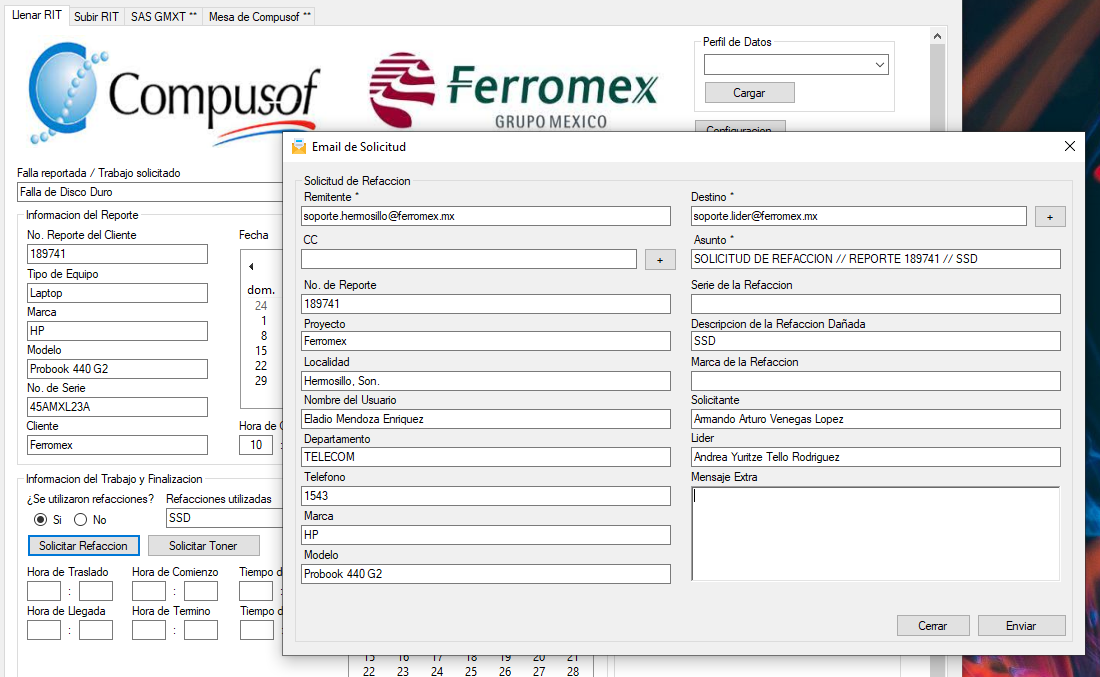 Llenar RIT
Subir RIT
SAS GMXT **
Mesa de Compusof **
Compusof
Ferromex
GRUPO MEXICO
Perfil de Datos
Cargar
Configuracion
Falla reportada / Trabajo solicitado
Falla de Disco Duro
Infomacion del Reporte
No. Reporte del Cliente
189741
Tipo de Equipo
Laptop
Marca
HP
Modelo
Probook 440 G2
No. de Serie
45AMXL23A
Cliente
Ferromex
Fecha
dom.
24
1
8
15
22
29
Hora de
10 :
Infomacion del Trabajo y Finalizacion
¿Se utilizaron refacciones?
Si
No
Refacciones utilizadas
SSD
Solicitar Refaccion
Solicitar Toner
Hora de Traslado
:
Hora de Comienzo
:
Tiempo d
:
Hora de Llegada
:
Hora de Termino
:
Tiempo d
:
15 16 17 18 19 20 21
22 23 24 25 26 27 28
Email de Solicitud
Solicitud de Refaccion
Remitente *
soporte.hermosillo@ferromex.mx
CC
+
No. de Reporte
189741
Proyecto
Ferromex
Localidad
Hermosillo, Son.
Nombre del Usuario
Eladio Mendoza Enriquez
Departamento
TELECOM
Telefono
1543
Marca
HP
Modelo
Probook 440 G2
Destino *
soporte.lider@ferromex.mx
+
Asunto *
SOLICITUD DE REFACCION // REPORTE 189741 // SSD
Serie de la Refaccion
Descripcion de la Refaccion Dañada
SSD
Marca de la Refaccion
Solicitante
Armando Arturo Venegas Lopez
Lider
Andrea Yuritze Tello Rodriguez
Mensaje Extra
Cerrar
Enviar